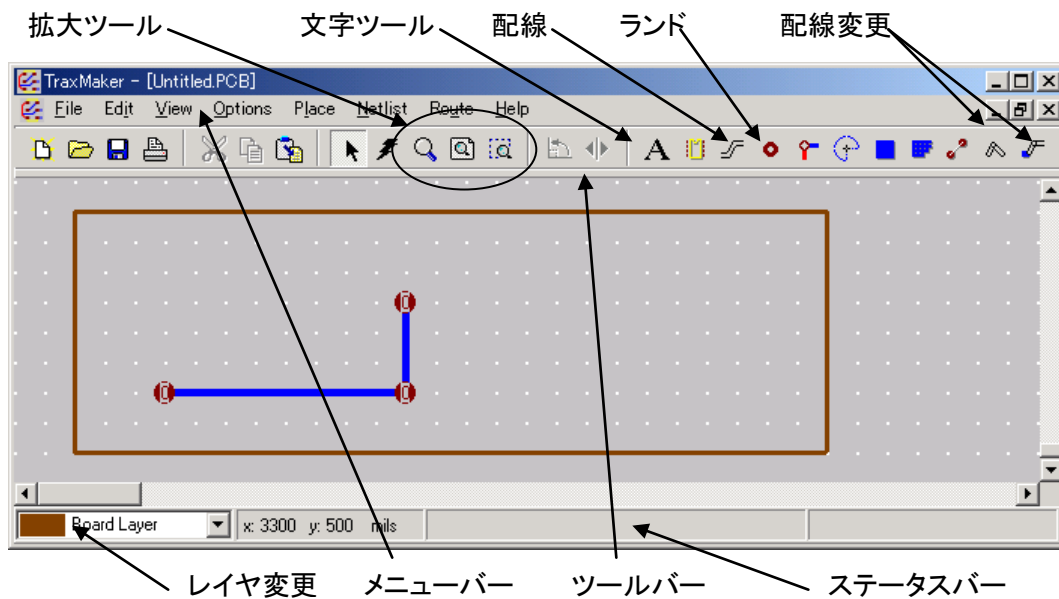 拡大ツール 文字ツール 配線 ランド 配線変更
TraxMaker - [Untitled.PCB]
File Edit View Options Place Netlist Route Help
A
Board Layer x: 3300 y: 500 mils
レイヤ変更 メニューバー ツールバー ステータスバー